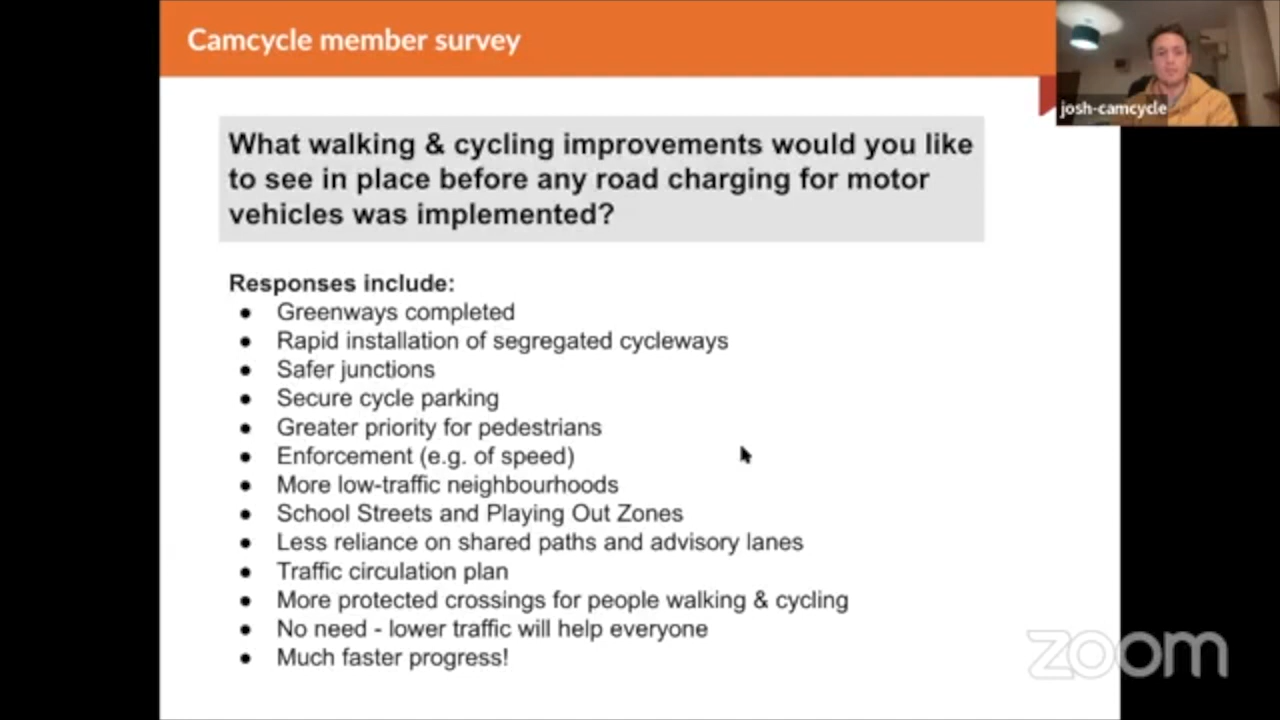 Camcycle member survey
josh-camcycle
What walking & cycling improvements would you like
to see in place before any road charging for motor
vehicles was implemented?
Responses include:
● Greenways completed
● Rapid installation of segregated cycleways
● Safer junctions
● Secure cycle parking
● Greater priority for pedestrians
● Enforcement (e.g. of speed)
● More low-traffic neighbourhoods
● School Streets and Playing Out Zones
● Less reliance on shared paths and advisory lanes
● Traffic circulation plan
● More protected crossings for people walking & cycling
● No need - lower traffic will help everyone
● Much faster progress!
zoom